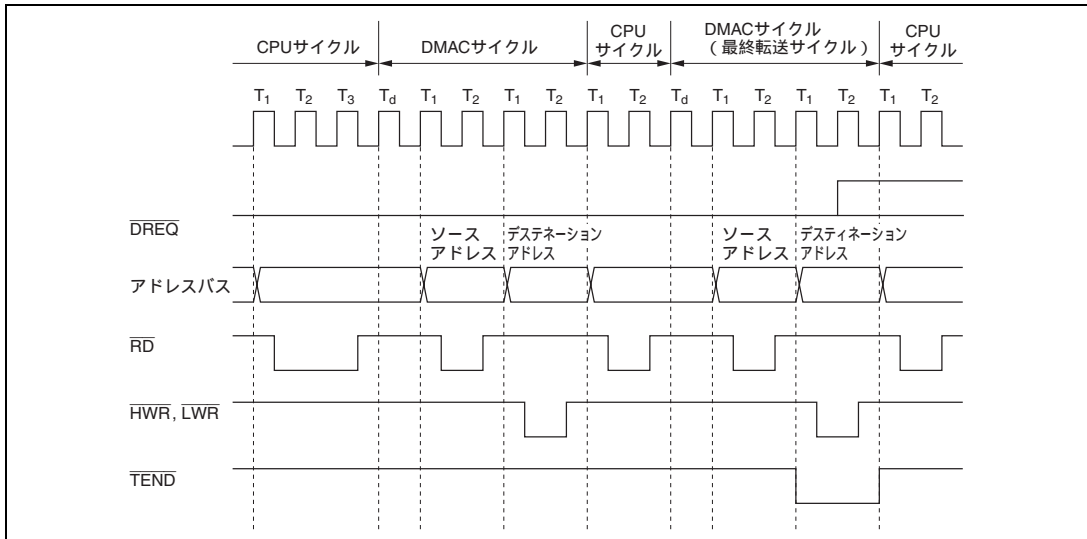 CPUサイクル
DMACサイクル
CPU
サイクル
DMACサイクル
(最終転送サイクル)
CPU
サイクル
T1 T2 T3 Td T1 T2 T1 T2 T1 T2 Td T1 T2 T1 T2 T1 T2
DREQ
ソース
アドレス
デステネーション
アドレス
ソース
アドレス
デスティネーション
アドレス
アドレスバス
RD
HWR, LWR
TEND